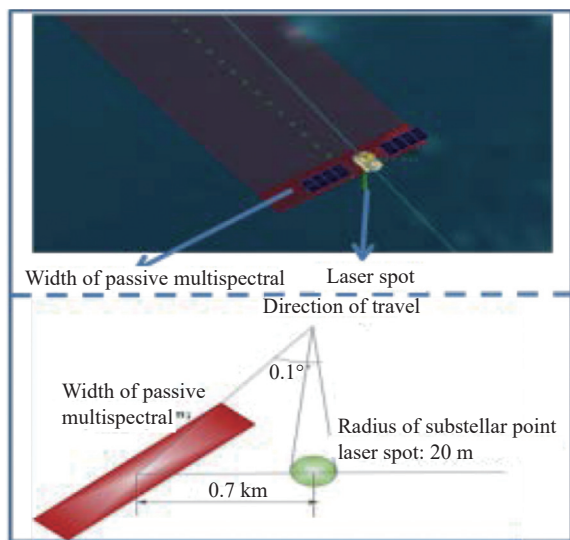 Width of passive multispectral
Laser spot
Direction of travel
0.1°
Width of passive
multispectral
Radius of substellar point
laser spot: 20 m
0.7 km